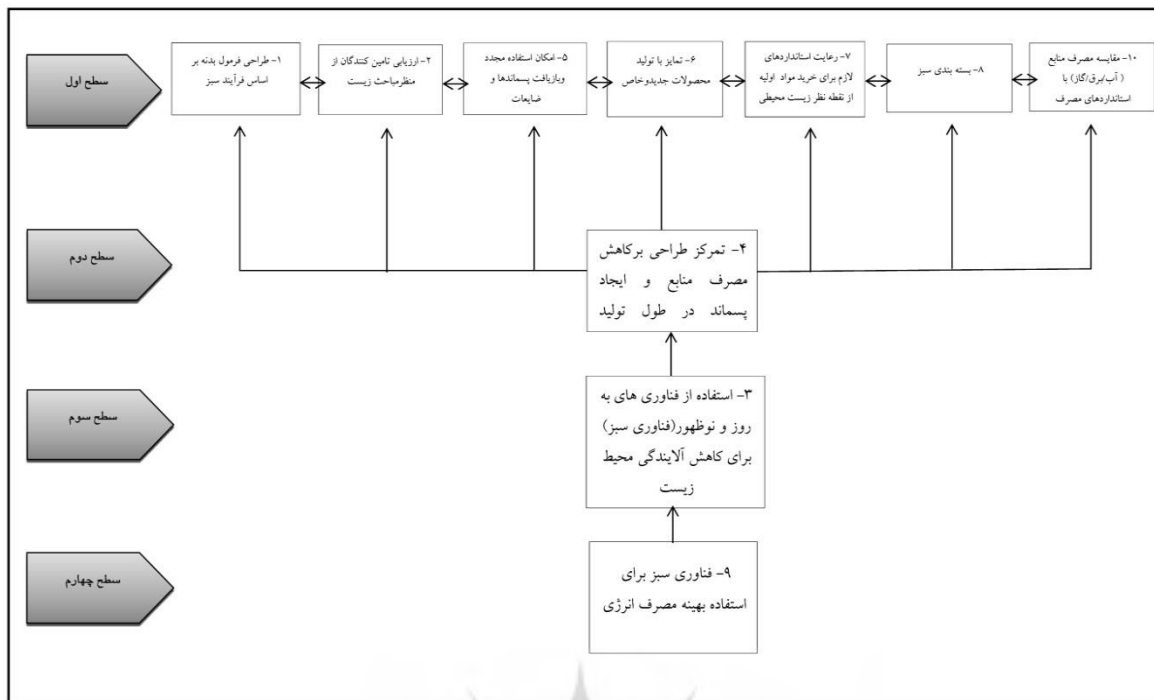 سطح اول
۱- طراحی فرمول بدنه بر
اساس فرآیند سبز
۲- ارزیابی تامین کنندگان از
منظرمباحث زیست
۵- امکان استفاده مجدد
وبازیافت پسماندها و
ضایعات
۶- تمایز با تولید
محصولات جدیدوخاص
۷- رعایت استانداردهای
لازم برای خرید مواد اولیه
از نقطه نظر زیست محیطی
۸- بسته بندی سبز
۱۰- مقایسه مصرف منابع
( آب/برق/گاز) با
استانداردهای مصرف
سطح دوم
۴- تمرکز طراحی برکاهش
مصرف منابع و ایجاد
پسماند در طول تولید
سطح سوم
۳- استفاده از فناوری های به
روز و نوظهور(فناوری سبز)
برای کاهش آلایندگی محیط
زیست
سطح چهارم
۹- فناوری سبز برای
استفاده بهینه مصرف انرژی